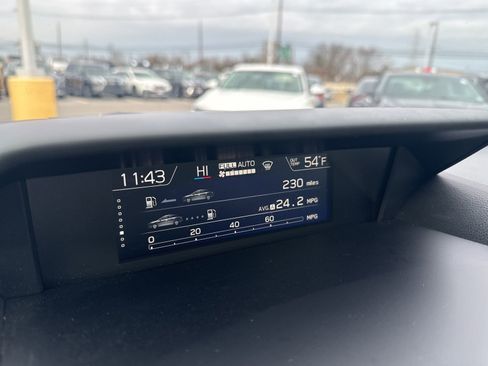 11:43 HI FULL AUTO OUT TEMP 54°F
230 miles
AVG. A 24.2 MPG
0 20 40 60 MPG